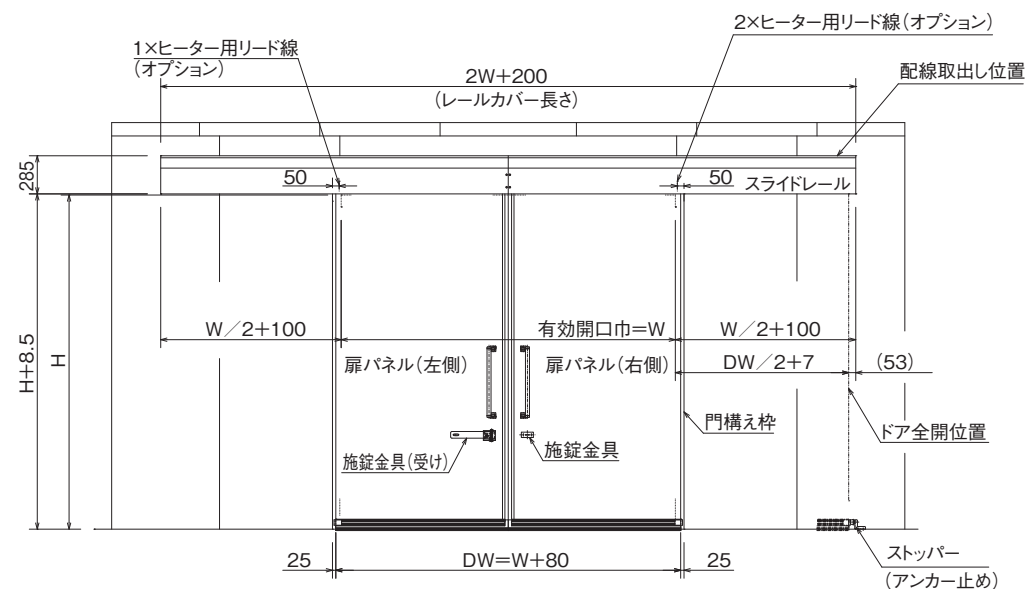 1×ヒーター用リード線
(オプション)
2×ヒーター用リード線(オプション)
2W+200
(レールカバー長さ)
配線取出し位置
285
50
50
スライドレール
H+8.5
H
W/2+100
有効開口巾=W
W/2+100
扉パネル(左側)
扉パネル(右側)
DW/2+7
(53)
門構え枠
ドア全開位置
施錠金具(受け)
施錠金具
25
DW=W+80
25
ストッパー
(アンカー止め)